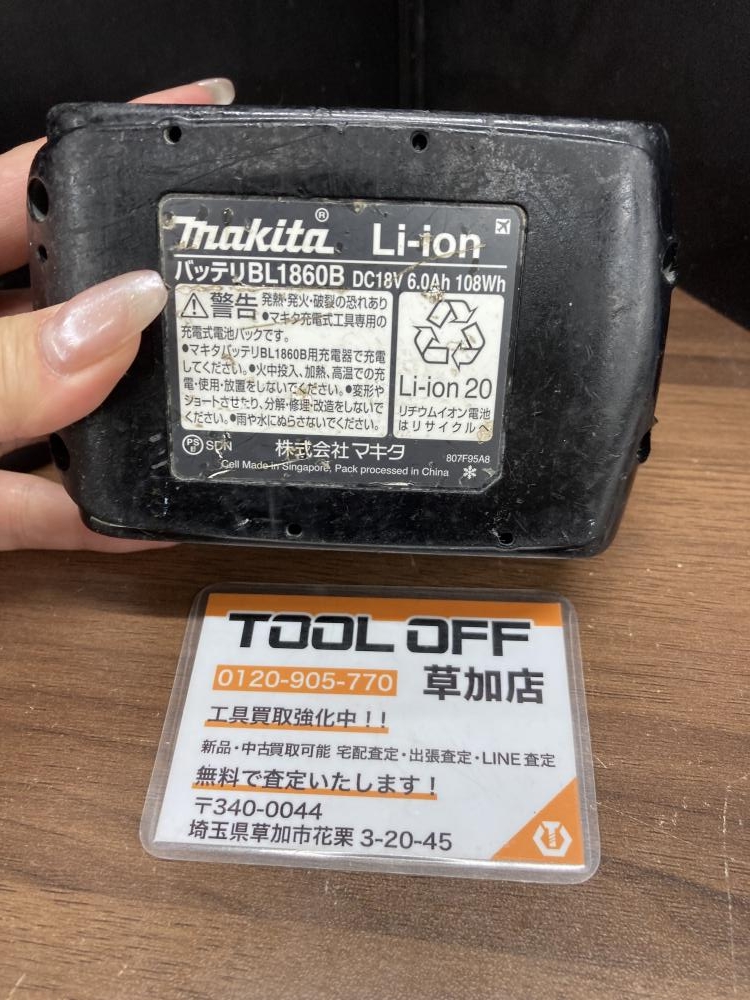 makita® Li-ion
バッテリBL1860B DC18V 6.0Ah 108Wh
警告 発熱・発火・破裂の恐れあり
●マキタ充電式工具専用の
充電式電池パックです。
●マキタバッテリBL1860B用充電器で充電
してください。●火中投入、加熱、高温での充
電・使用・放置をしないでください。●変形や
ショートさせたり、分解・修理・改造をしないで
ください。●雨や水にぬらさないでください。
Li-ion 20
リチウムイオン電池
はリサイクルへ
PS E SDN 株式会社マキタ 807F95A8
Cell Made in Singapore, Pack processed in China
TOOL OFF
0120-905-770 草加店
工具買取強化中!!
新品・中古買取可能 宅配査定・出張査定・LINE査定
無料で査定いたします!
〒340-0044
埼玉県草加市花栗 3-20-45